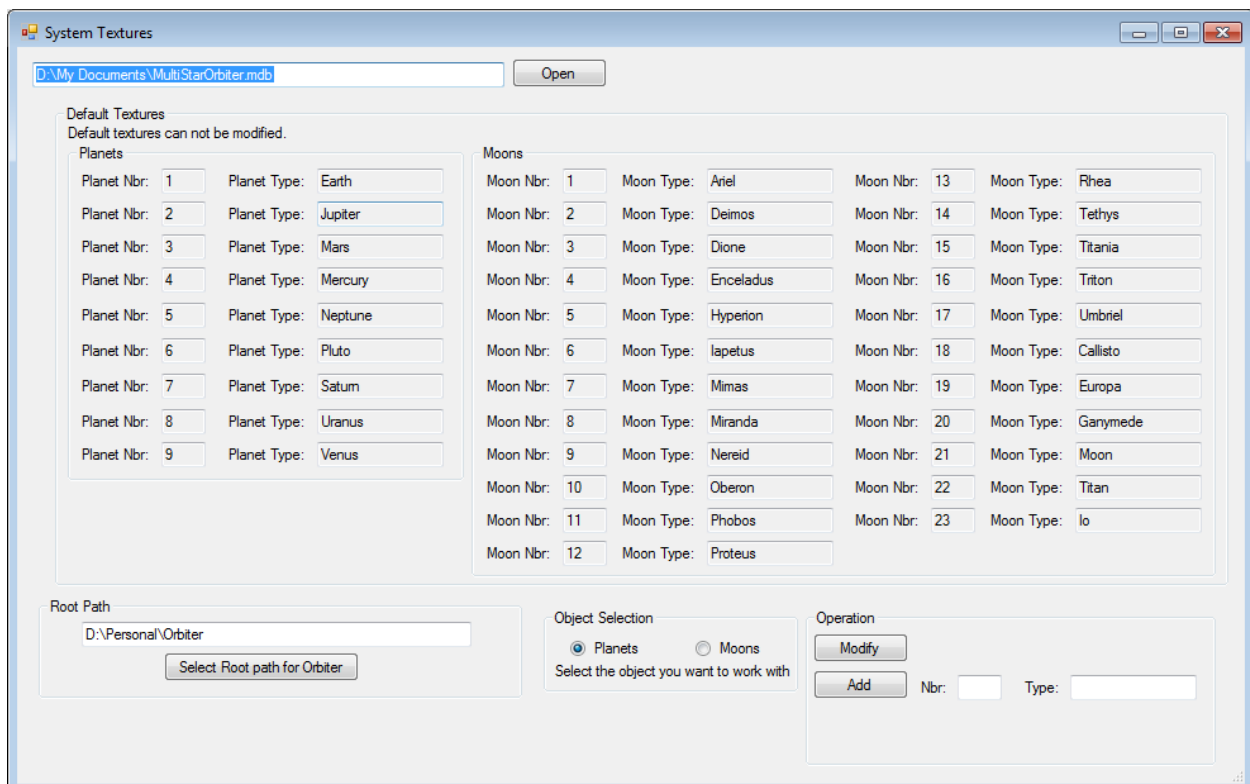 System Textures
D:\My Documents\MultiStarOrbiter.mdb Open
Default Textures
Default textures can not be modified.
Planets
Planet Nbr: 1 Planet Type: Earth
Planet Nbr: 2 Planet Type: Jupiter
Planet Nbr: 3 Planet Type: Mars
Planet Nbr: 4 Planet Type: Mercury
Planet Nbr: 5 Planet Type: Neptune
Planet Nbr: 6 Planet Type: Pluto
Planet Nbr: 7 Planet Type: Saturn
Planet Nbr: 8 Planet Type: Uranus
Planet Nbr: 9 Planet Type: Venus
Moons
Moon Nbr: 1 Moon Type: Ariel Moon Nbr: 13 Moon Type: Rhea
Moon Nbr: 2 Moon Type: Deimos Moon Nbr: 14 Moon Type: Tethys
Moon Nbr: 3 Moon Type: Dione Moon Nbr: 15 Moon Type: Titania
Moon Nbr: 4 Moon Type: Enceladus Moon Nbr: 16 Moon Type: Triton
Moon Nbr: 5 Moon Type: Hyperion Moon Nbr: 17 Moon Type: Umbriel
Moon Nbr: 6 Moon Type: Iapetus Moon Nbr: 18 Moon Type: Callisto
Moon Nbr: 7 Moon Type: Mimas Moon Nbr: 19 Moon Type: Europa
Moon Nbr: 8 Moon Type: Miranda Moon Nbr: 20 Moon Type: Ganymede
Moon Nbr: 9 Moon Type: Nereid Moon Nbr: 21 Moon Type: Moon
Moon Nbr: 10 Moon Type: Oberon Moon Nbr: 22 Moon Type: Titan
Moon Nbr: 11 Moon Type: Phobos Moon Nbr: 23 Moon Type: Io
Moon Nbr: 12 Moon Type: Proteus
Root Path
D:\Personal\Orbiter
Select Root path for Orbiter
Object Selection
Planets Moons
Select the object you want to work with
Operation
Modify
Add Nbr: Type: